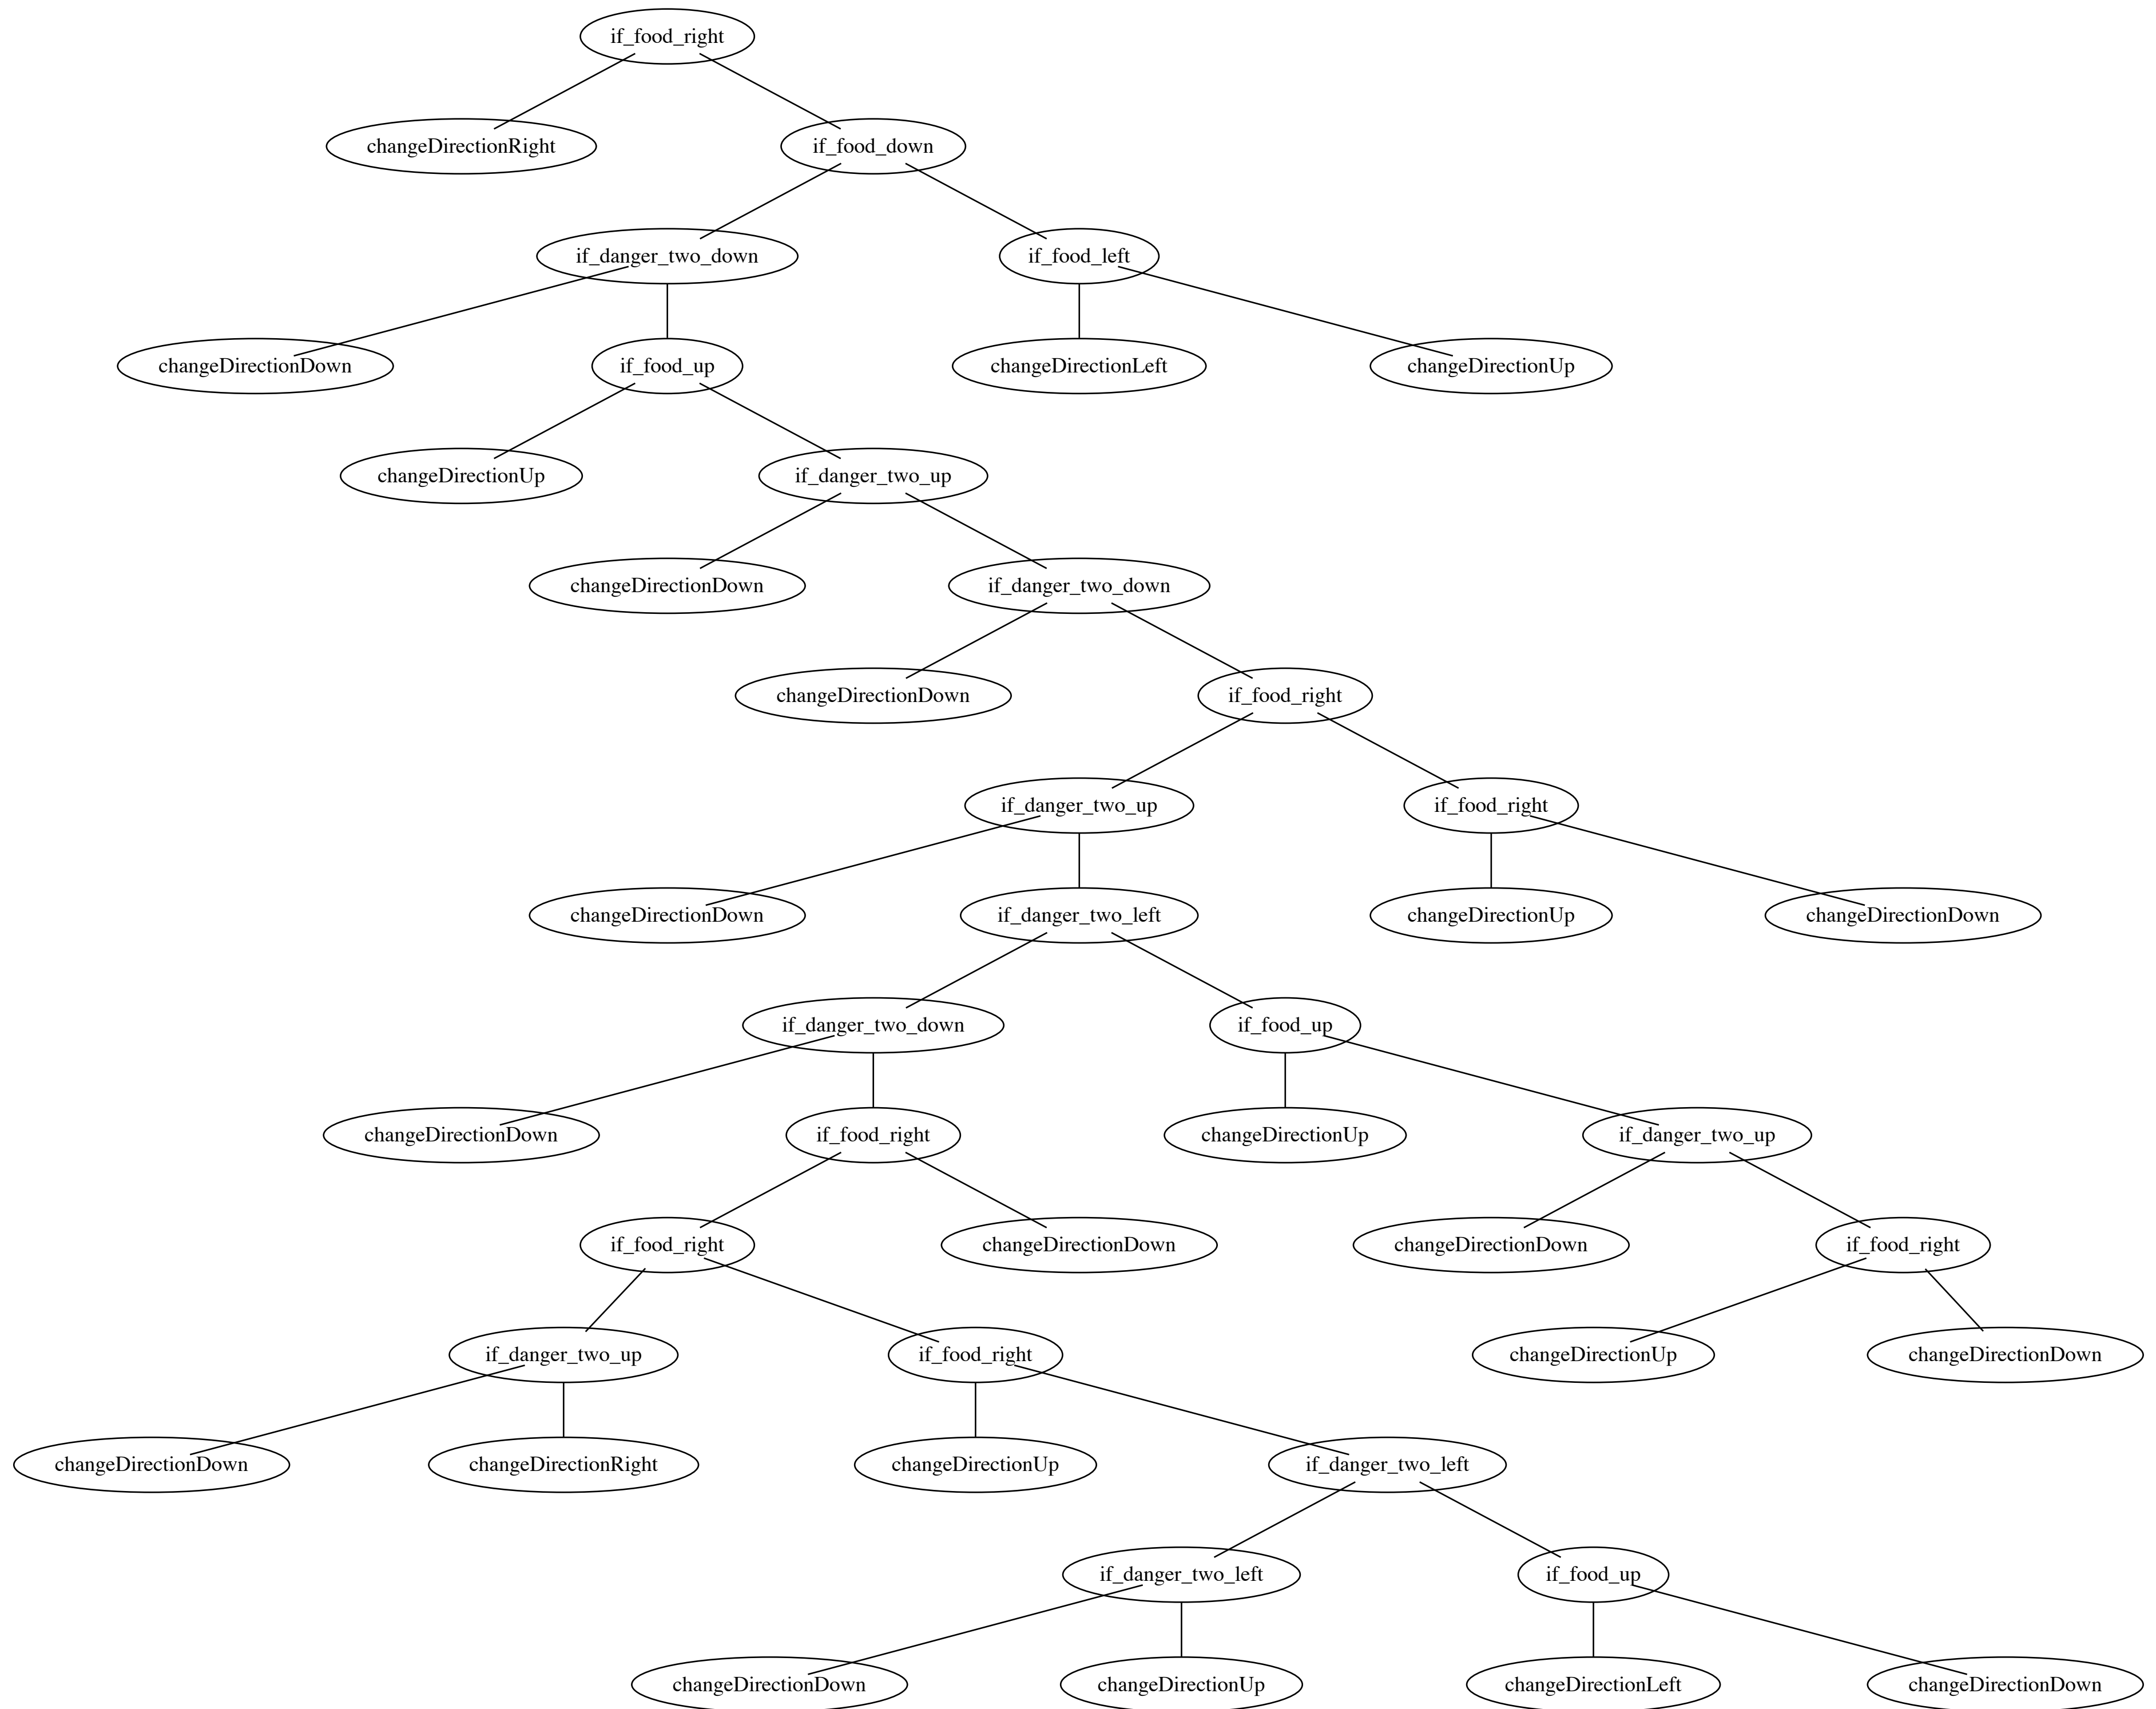 if_food_right
changeDirectionRight
if_food_down
if_danger_two_down
if_food_left
changeDirectionDown
if_food_up
changeDirectionLeft
changeDirectionUp
changeDirectionUp
if_danger_two_up
changeDirectionDown
if_danger_two_down
changeDirectionDown
if_food_right
if_danger_two_up
if_food_right
changeDirectionDown
if_danger_two_left
changeDirectionUp
changeDirectionDown
if_danger_two_down
if_food_up
changeDirectionDown
if_food_right
changeDirectionUp
if_danger_two_up
if_food_right
changeDirectionDown
changeDirectionDown
if_food_right
if_danger_two_up
if_food_right
changeDirectionUp
changeDirectionDown
changeDirectionDown
changeDirectionRight
changeDirectionUp
if_danger_two_left
if_danger_two_left
if_food_up
changeDirectionDown
changeDirectionUp
changeDirectionLeft
changeDirectionDown